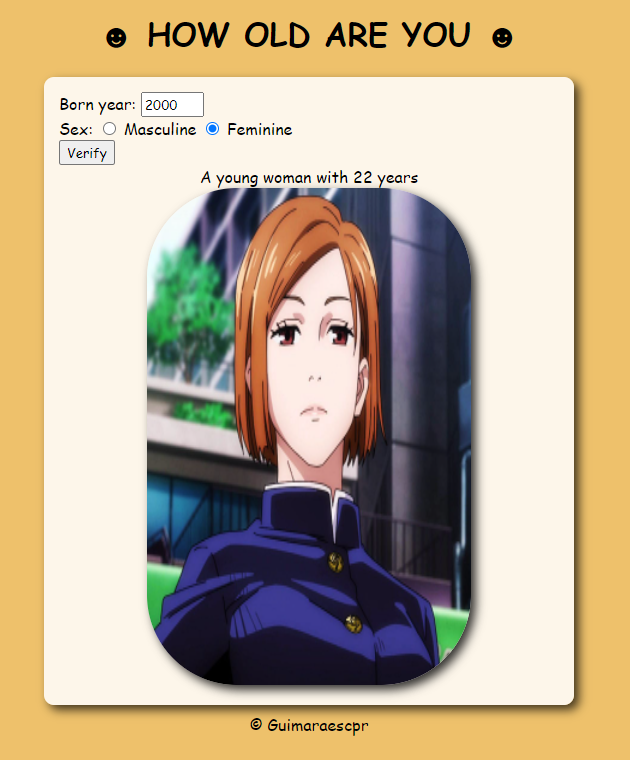 ☻ HOW OLD ARE YOU ☻
Born year: 2000
Sex: Masculine Feminine
Verify
A young woman with 22 years
© Guimaraescpr